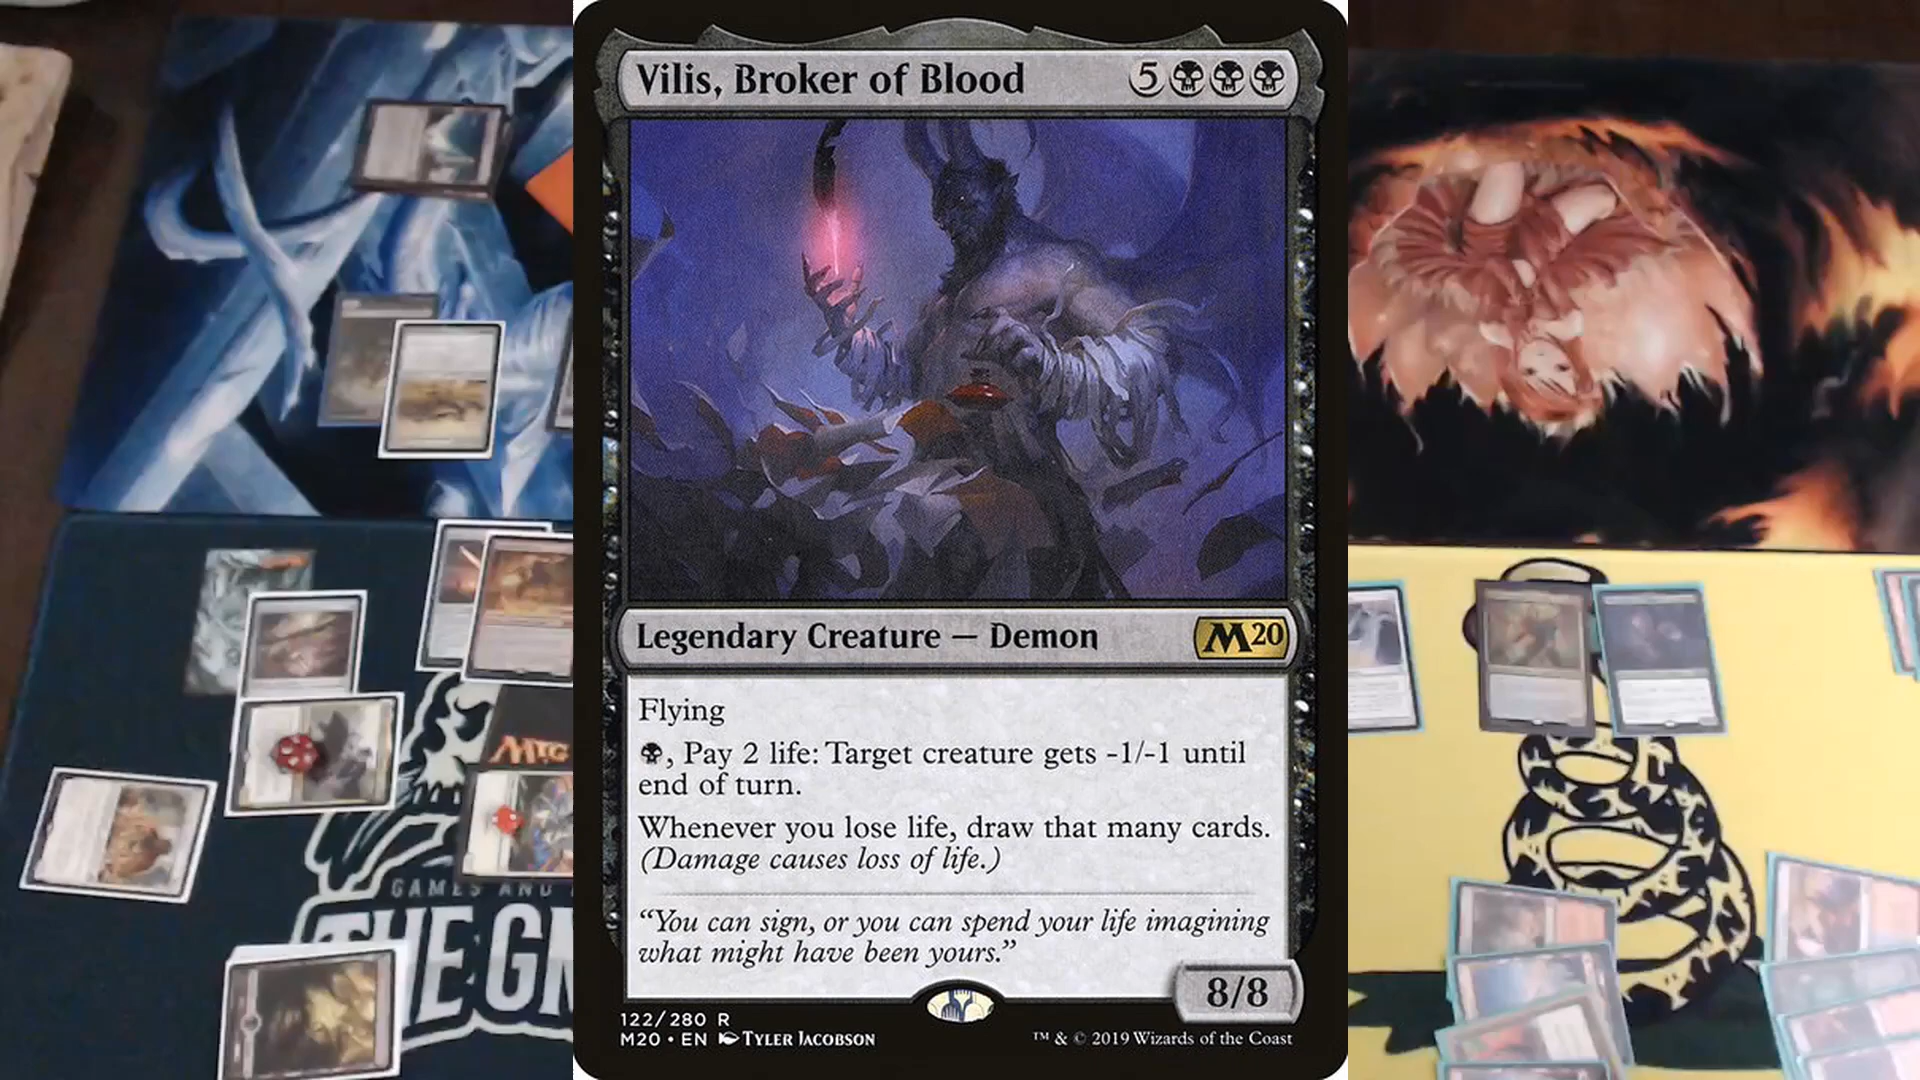 Vilis, Broker of Blood 5
Legendary Creature — Demon M20
Flying
, Pay 2 life: Target creature gets -1/-1 until
end of turn.
Whenever you lose life, draw that many cards.
(Damage causes loss of life.)
“You can sign, or you can spend your life imagining
what might have been yours.”
8/8
122/280 R
M20 • EN Tyler Jacobson
™ & © 2019 Wizards of the Coast
MTG
GAMES AND
THE GN